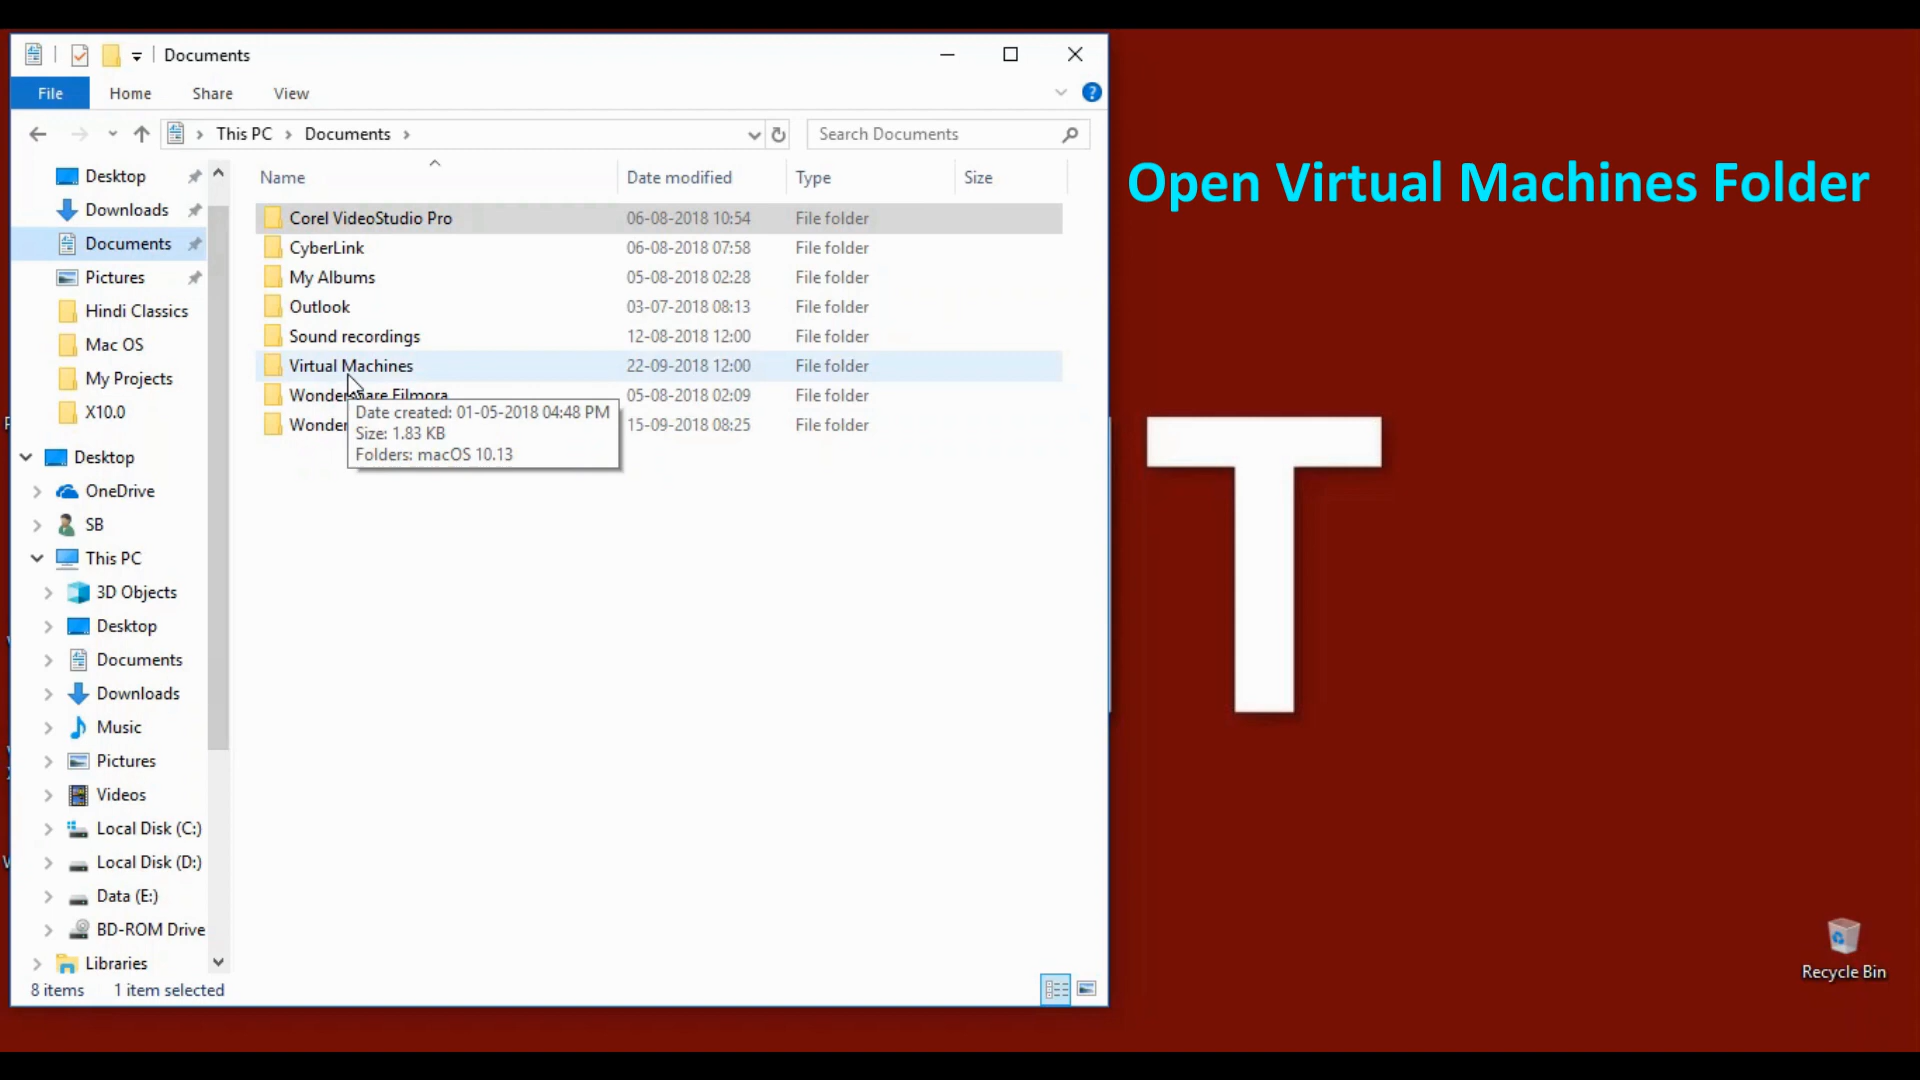 Documents
File Home Share View
This PC Documents
Search Documents
Open Virtual Machines Folder
Name Date modified Type Size
Corel VideoStudio Pro 06-08-2018 10:54 File folder
CyberLink 06-08-2018 07:58 File folder
My Albums 05-08-2018 02:28 File folder
Outlook 03-07-2018 08:13 File folder
Sound recordings 12-08-2018 12:00 File folder
Virtual Machines 22-09-2018 12:00 File folder
Wondershare Filmora 05-08-2018 02:09 File folder
Wonder 15-09-2018 08:25 File folder
Date created: 01-05-2018 04:48 PM
Size: 1.83 KB
Folders: macOS 10.13
Desktop
Downloads
Documents
Pictures
Hindi Classics
Mac OS
My Projects
X10.0
Desktop
OneDrive
SB
This PC
3D Objects
Desktop
Documents
Downloads
Music
Pictures
Videos
Local Disk (C:)
Local Disk (D:)
Data (E:)
BD-ROM Drive
Libraries
8 items 1 item selected
T
Recycle Bin